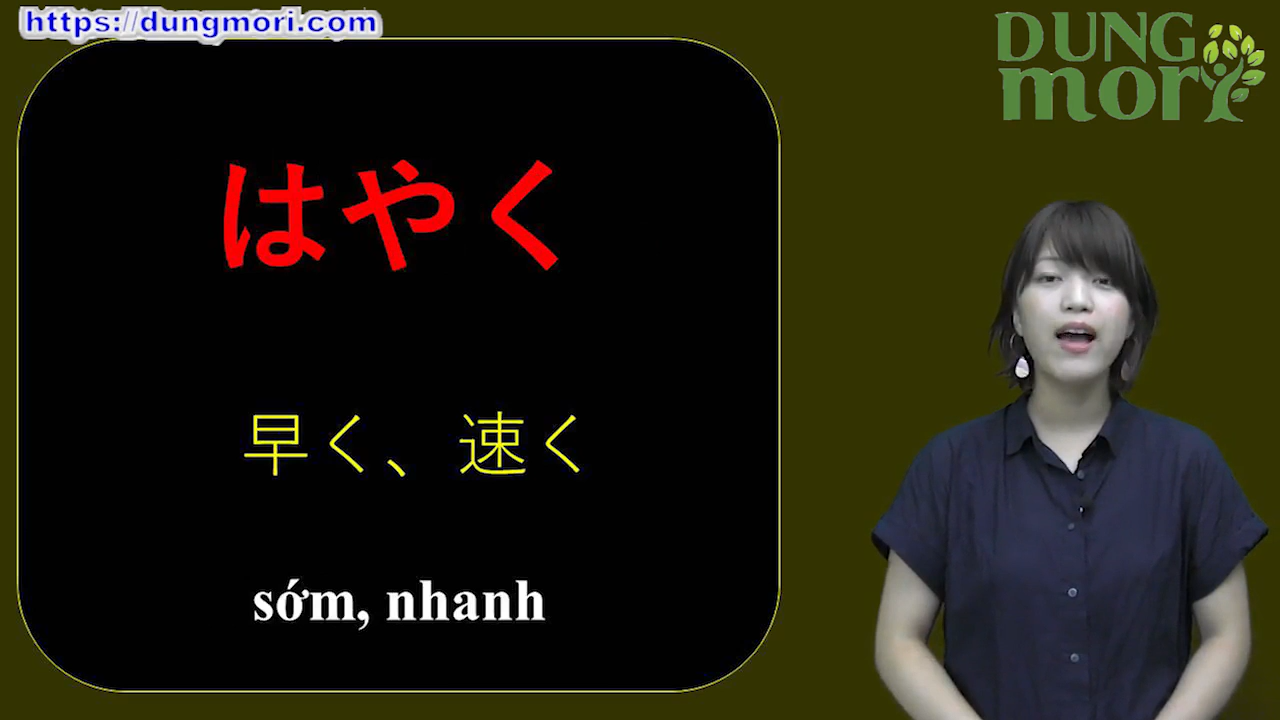 https://dungmori.com
DUNG
mori
はやく
早く、速く
sớm, nhanh